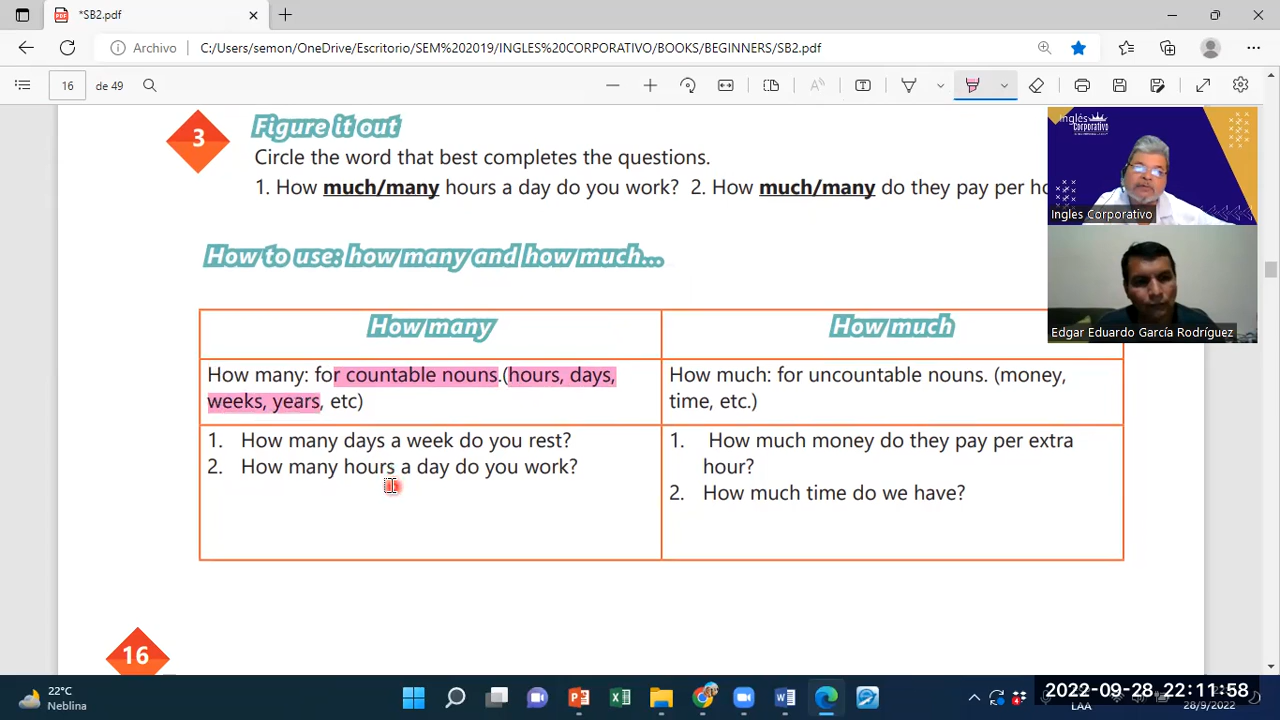 *SB2.pdf
Archivo
C:/Users/semon/OneDrive/Escritorio/SEM%202019/INGLES%20CORPORATIVO/BOOKS/BEGINNERS/SB2.pdf
16
de 49
3
Figure it out
Circle the word that best completes the questions.
1. How much/many hours a day do you work? 2. How much/many do they pay per ho
Inglés
Corporativo
Ingles Corporativo
Edgar Eduardo García Rodríguez
How to use: how many and how much...
How many
How much
How many: for countable nouns.(hours, days,
weeks, years, etc)
How much: for uncountable nouns. (money,
time, etc.)
1. How many days a week do you rest?
2. How many hours a day do you work?
1. How much money do they pay per extra
hour?
2. How much time do we have?
16
22°C
Neblina
2022-09-28 22:11:58
LAA
28/9/2022